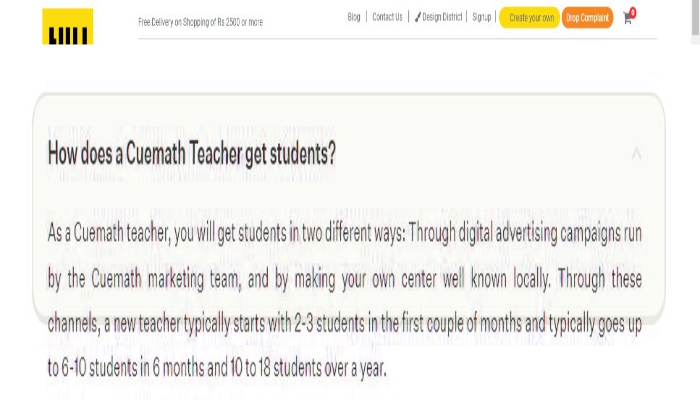 Free Delivery on Shopping of Rs 2500 or more
Blog | Contact Us | Design District | Signup | Create your own Drop Complaint 0
How does a Cuemath Teacher get students?
As a Cuemath teacher, you will get students in two different ways: Through digital advertising campaigns run
by the Cuemath marketing team, and by making your own center well known locally. Through these
channels, a new teacher typically starts with 2-3 students in the first couple of months and typically goes up
to 6-10 students in 6 months and 10 to 18 students over a year.